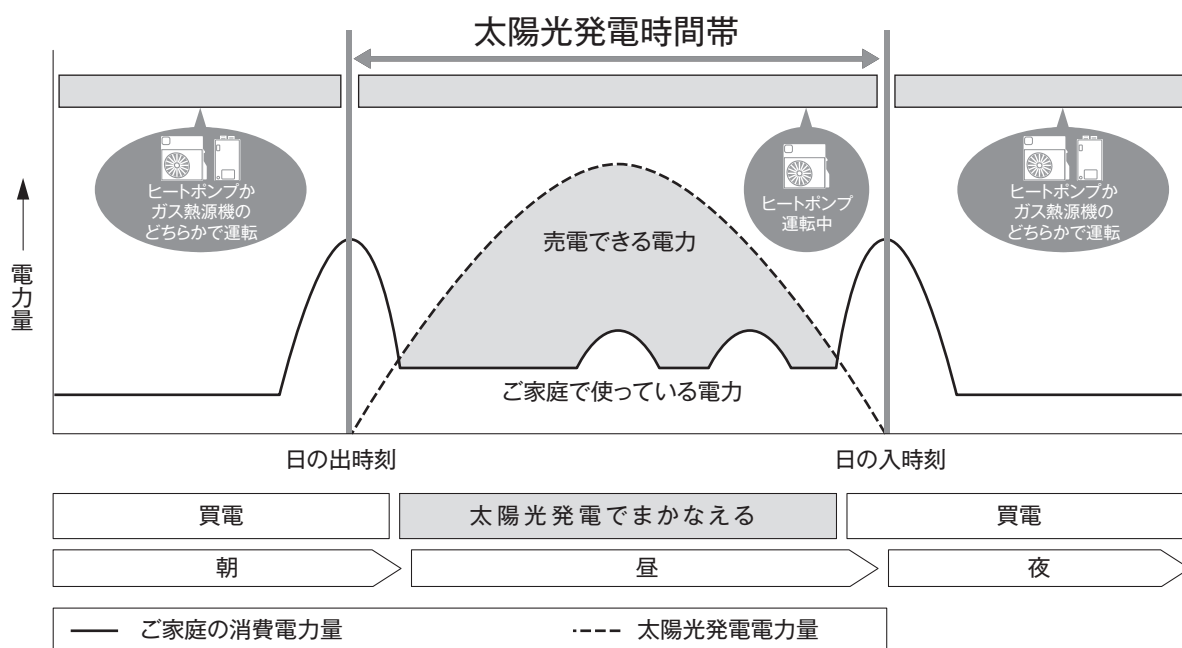 太陽光発電時間帯
ヒートポンプか
ガス熱源機の
どちらかで運転
ヒートポンプ
運転中
ヒートポンプか
ガス熱源機の
どちらかで運転
電力量
売電できる電力
ご家庭で使っている電力
日の出時刻
日の入時刻
買電
太陽光発電でまかなえる
買電
朝
昼
夜
ご家庭の消費電力量
太陽光発電電力量